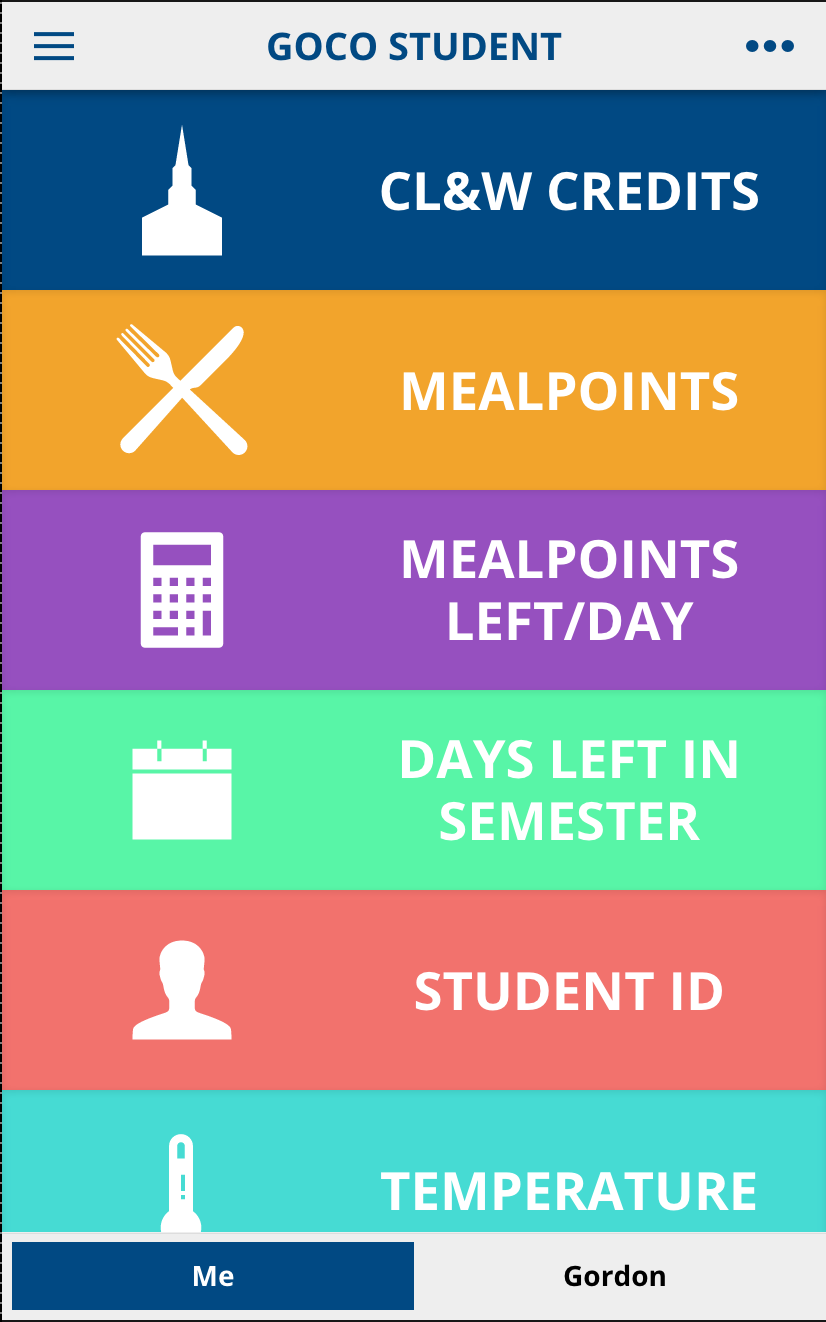 GOCO STUDENT
CL&W CREDITS
MEALPOINTS
MEALPOINTS
LEFT/DAY
DAYS LEFT IN
SEMESTER
STUDENT ID
TEMPERATURE
Me
Gordon